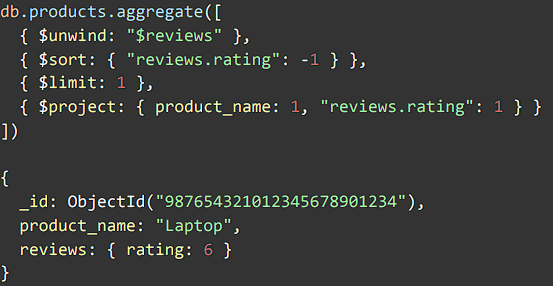 db.products.aggregate([
  { $unwind: "$reviews" },
  { $sort: { "reviews.rating": -1 } },
  { $limit: 1 },
  { $project: { product_name: 1, "reviews.rating": 1 } }
])
{
  _id: ObjectId("987654321012345678901234"),
  product_name: "Laptop",
  reviews: { rating: 6 }
}